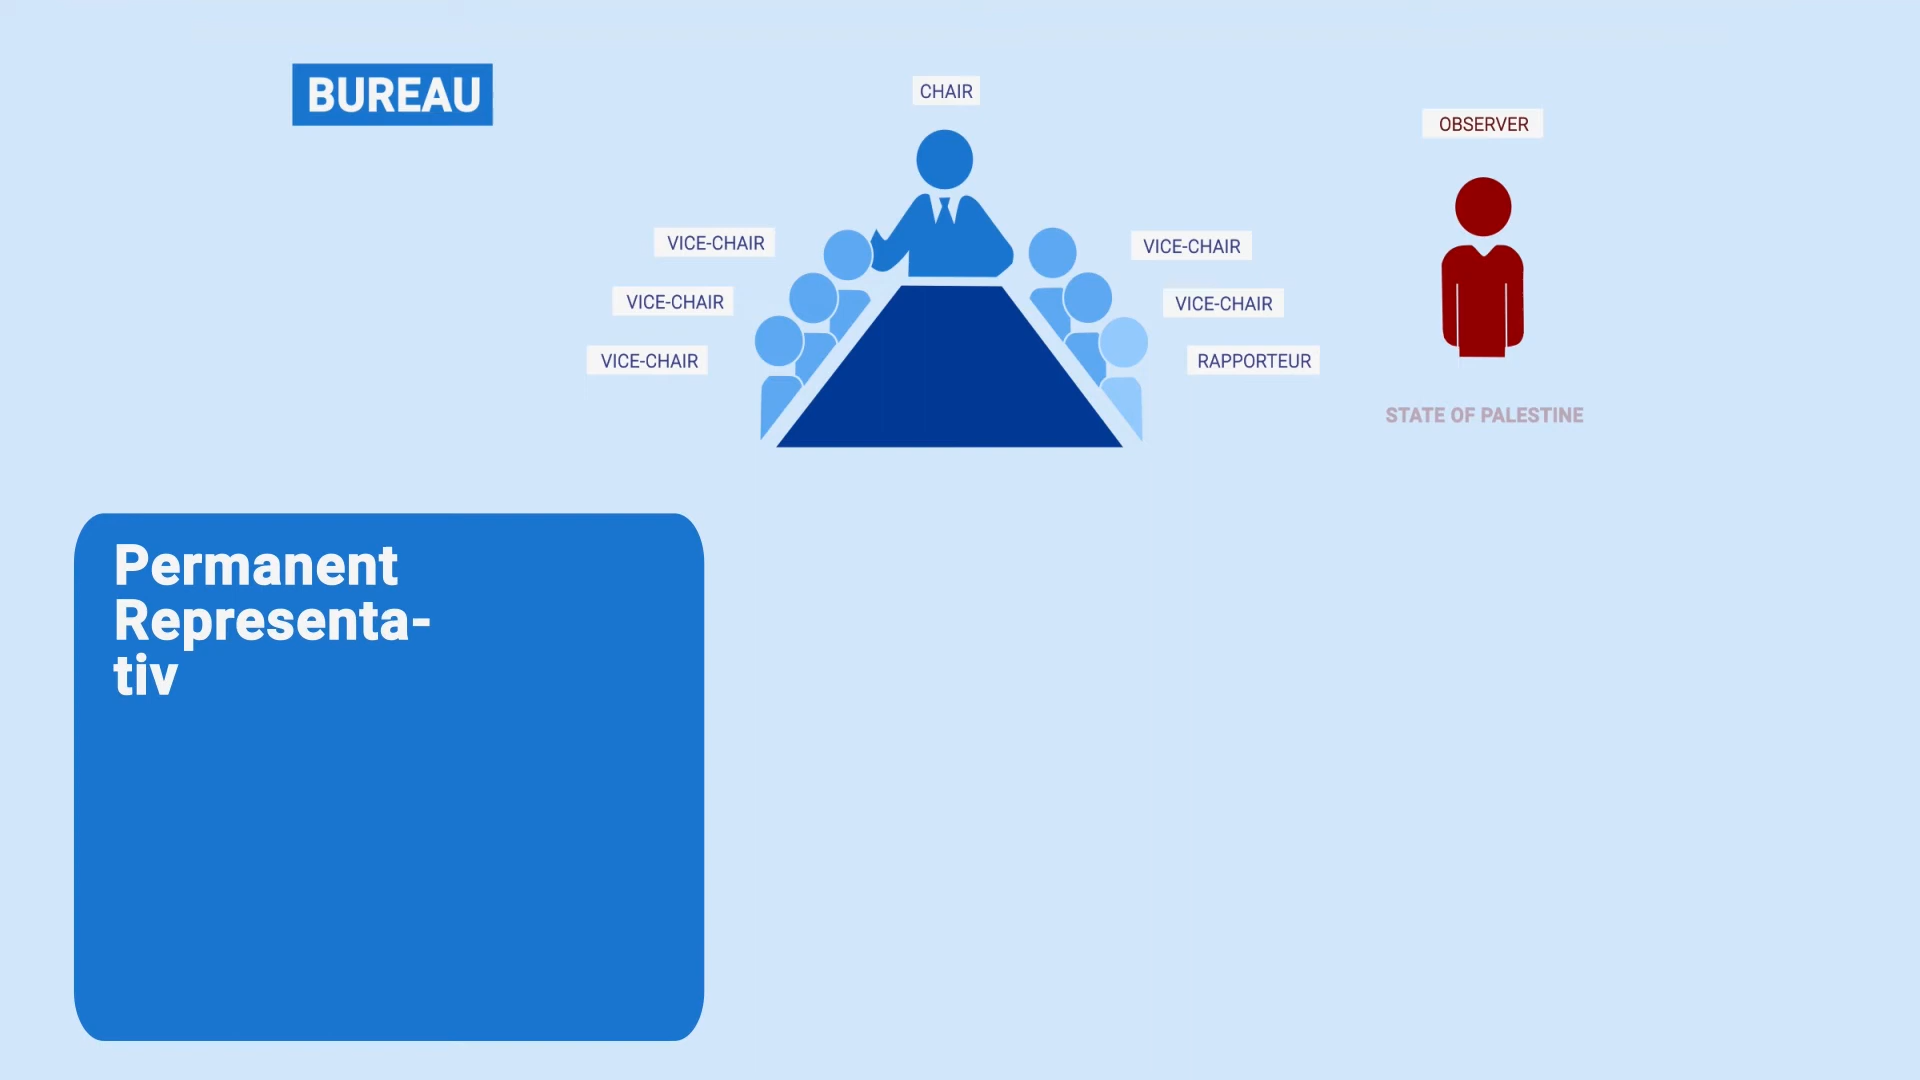 BUREAU
CHAIR
OBSERVER
VICE-CHAIR
VICE-CHAIR
VICE-CHAIR
VICE-CHAIR
VICE-CHAIR
RAPPORTEUR
STATE OF PALESTINE
Permanent
Representa-
tiv